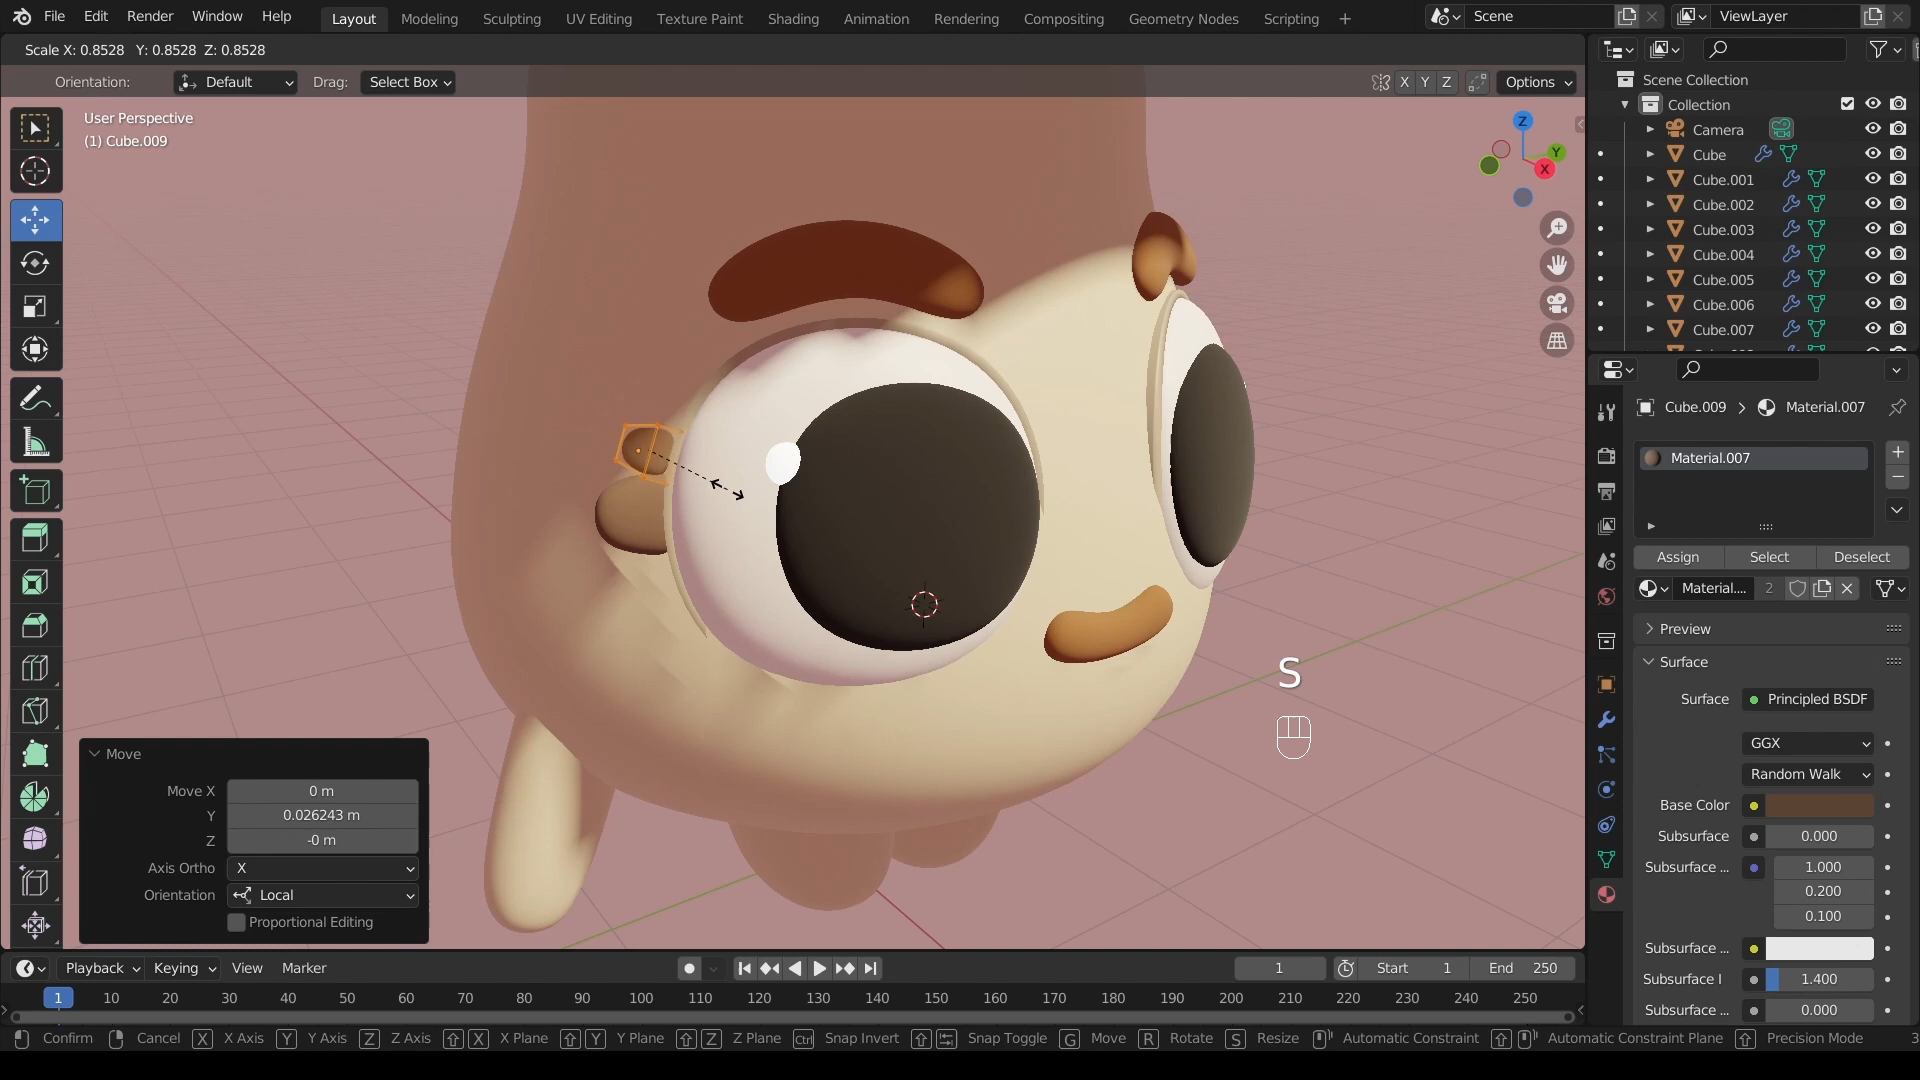 File Edit Render Window Help Layout Modeling Sculpting UV Editing Texture Paint Shading Animation Rendering Compositing Geometry Nodes Scripting + Scene ViewLayer
Scale X: 0.8528 Y: 0.8528 Z: 0.8528
Orientation: Default Drag: Select Box X Y Z Options
User Perspective
(1) Cube.009
Z
Y
X
S
Move
Move X 0 m
Y 0.026243 m
Z -0 m
Axis Ortho X
Orientation Local
Proportional Editing
Scene Collection
Collection
Camera
Cube
Cube.001
Cube.002
Cube.003
Cube.004
Cube.005
Cube.006
Cube.007
Cube.009 > Material.007
Material.007
Assign Select Deselect
Material.... 2
Preview
Surface
Surface Principled BSDF
GGX
Random Walk
Base Color
Subsurface 0.000
Subsurface ... 1.000
0.200
0.100
Subsurface ...
Subsurface I 1.400
Subsurface ... 0.000
Playback Keying View Marker 1 Start 1 End 250
1 10 20 30 40 50 60 70 80 90 100 110 120 130 140 150 160 170 180 190 200 210 220 230 240 250
Confirm Cancel X X Axis Y Y Axis Z Z Axis X X Plane Y Y Plane Z Z Plane Ctrl Snap Invert Snap Toggle G Move R Rotate S Resize Automatic Constraint Automatic Constraint Plane Precision Mode 3